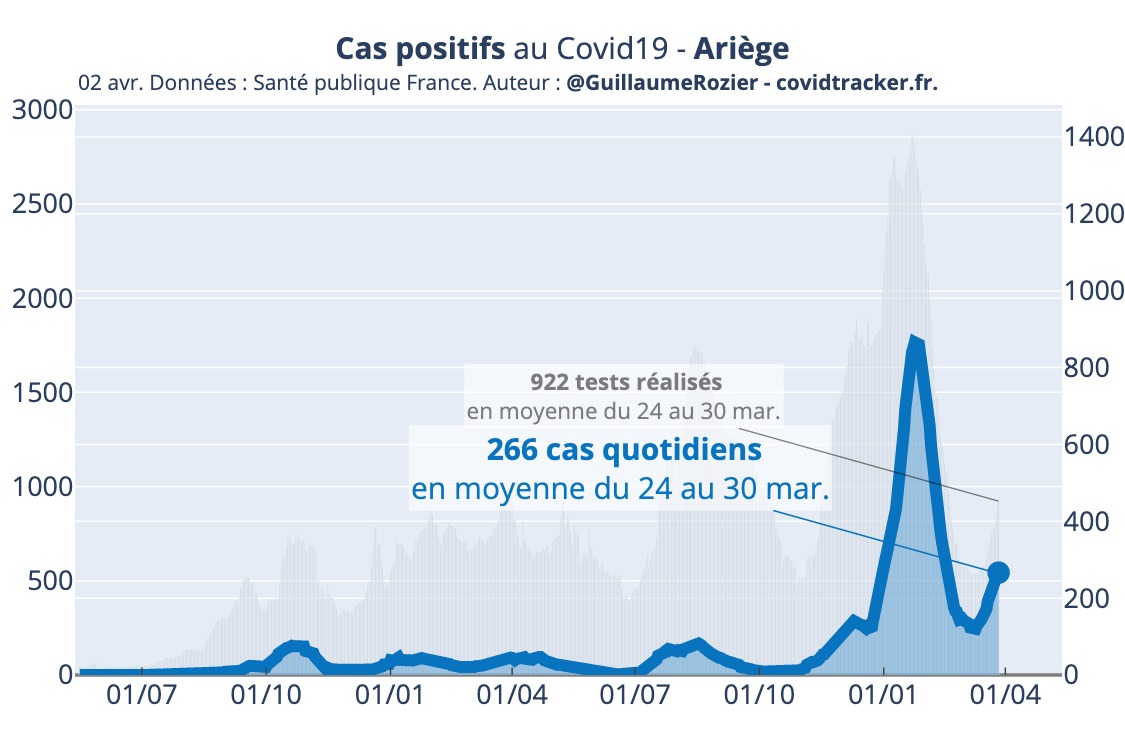 Cas positifs au Covid19 - Ariège
02 avr. Données : Santé publique France. Auteur : @GuillaumeRozier - covidtracker.fr.
3000
2500
2000
1500
1000
500
0
1400
1200
1000
800
600
400
200
0
922 tests réalisés
en moyenne du 24 au 30 mar.
266 cas quotidiens
en moyenne du 24 au 30 mar.
01/07 01/10 01/01 01/04 01/07 01/10 01/01 01/04